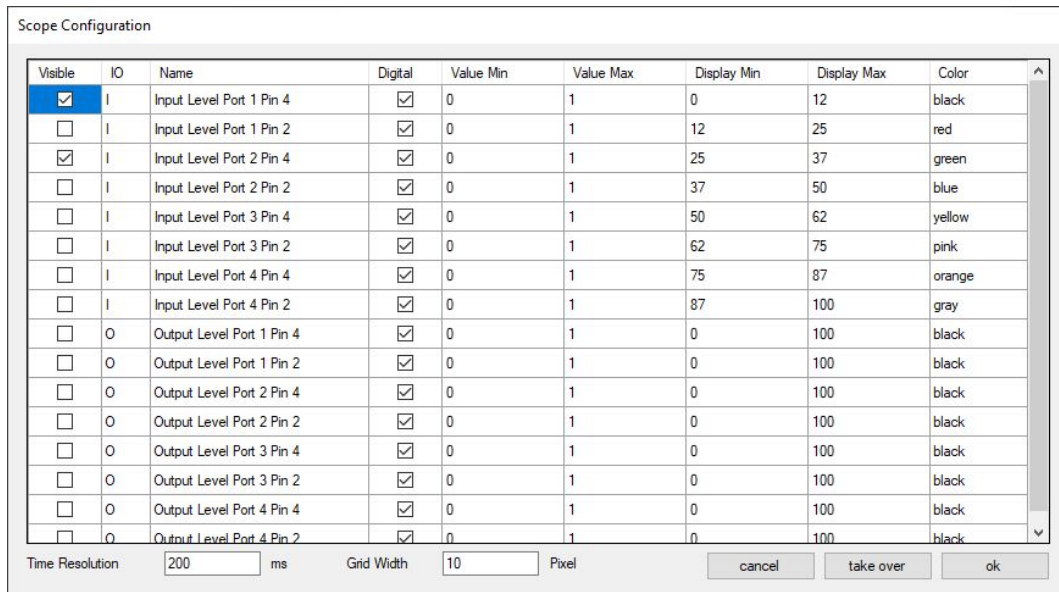 Scope Configuration
Visible IO Name Digital Value Min Value Max Display Min Display Max Color
I Input Level Port 1 Pin 4 0 1 0 12 black
I Input Level Port 1 Pin 2 0 1 12 25 red
I Input Level Port 2 Pin 4 0 1 25 37 green
I Input Level Port 2 Pin 2 0 1 37 50 blue
I Input Level Port 3 Pin 4 0 1 50 62 yellow
I Input Level Port 3 Pin 2 0 1 62 75 pink
I Input Level Port 4 Pin 4 0 1 75 87 orange
I Input Level Port 4 Pin 2 0 1 87 100 gray
O Output Level Port 1 Pin 4 0 1 0 100 black
O Output Level Port 1 Pin 2 0 1 0 100 black
O Output Level Port 2 Pin 4 0 1 0 100 black
O Output Level Port 2 Pin 2 0 1 0 100 black
O Output Level Port 3 Pin 4 0 1 0 100 black
O Output Level Port 3 Pin 2 0 1 0 100 black
O Output Level Port 4 Pin 4 0 1 0 100 black
O Output Level Port 4 Pin 2 0 1 0 100 black
Time Resolution 200 ms Grid Width 10 Pixel cancel take over ok